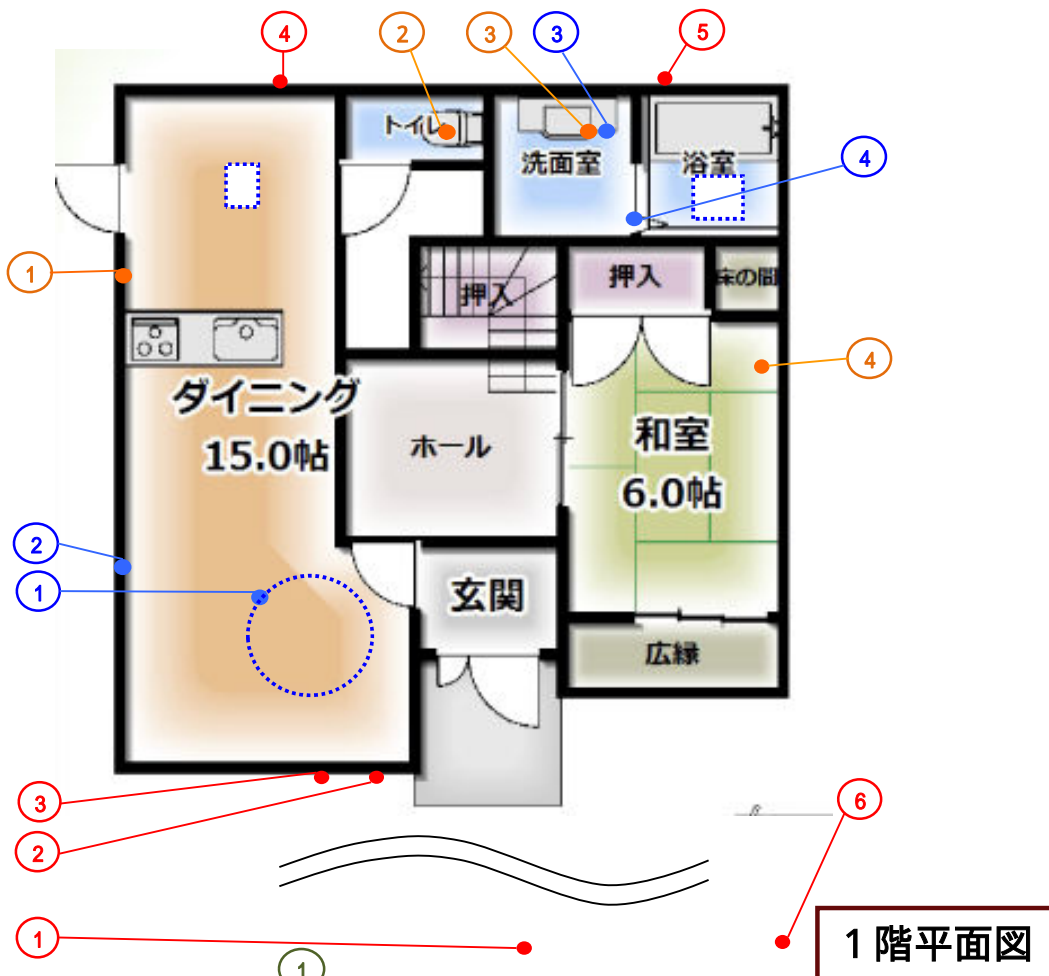 4
2
3
3
5
トイレ
洗面室
浴室
4
1
押入
押入
床の間
4
ダイニング
15.0帖
ホール
和室
6.0帖
2
1
玄関
広縁
3
2
6
1
1
1階平面図